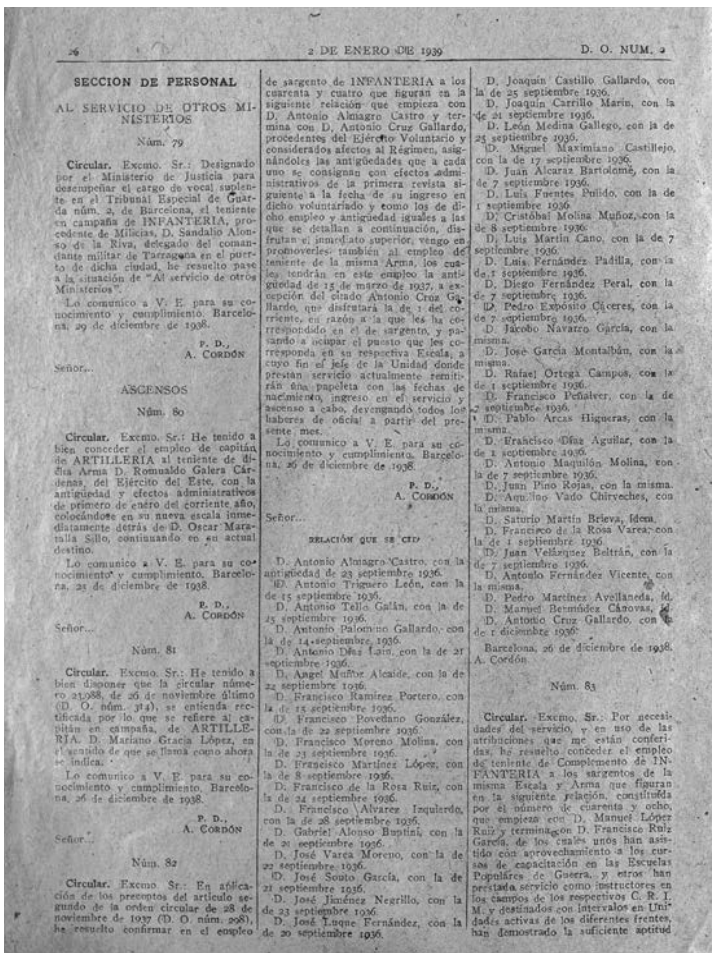 26
2 DE ENERO DE 1939
D. O. NUM. 2
SECCION DE PERSONAL
AL SERVICIO DE OTROS MI-
NISTERIOS
Núm. 79
Circular. Excmo. Sr.: Designado
por el Ministerio de Justicia para
desempeñar el cargo de vocal suplen-
te en el Tribunal Especial de Guar-
da núm. 2, de Barcelona, el teniente
en campaña de INFANTERIA, pro-
cedente de Milicias, D. Sandalio Alon-
so de la Riva, delegado del coman-
dante militar de Tarragona en el puer-
to de dicha ciudad, he resuelto pase
a la situación de "Al servicio de otros
Ministerios".
Lo comunico a V. E. para su co-
nocimiento y cumplimiento. Barcelo-
na, 29 de diciembre de 1938.
P. D.,
A. CORDÓN
Señor...
ASCENSOS
Núm. 80
Circular. Excmo. Sr.: He tenido a
bien conceder el empleo de capitán
de ARTILLERIA al teniente de di-
cha Arma D. Romualdo Galera Cár-
denas, del Ejército del Este, con la
antigüedad y efectos administrativos
de primero de enero del corriente año,
colocándose en su nueva escala inme-
diatamente detrás de D. Oscar Mara-
talla Sillo, continuando en su actual
destino.
Lo comunico a V. E. para su co-
nocimiento y cumplimiento. Barcelo-
na, 21 de diciembre de 1938.
P. D.,
A. CORDÓN
Señor...
Núm. 81
Circular. Excmo. Sr.: He tenido a
bien disponer que la circular núme-
ro 23.988, de 26 de noviembre último
(D. O. núm. 314), se entienda rec-
tificada por lo que se refiere al ca-
pitán en campaña, de ARTILLE-
RIA, D. Mariano Gracia López, en
el sentido de que se llama como ahora
se indica.
Lo comunico a V. E. para su co-
nocimiento y cumplimiento. Barcelo-
na, 26 de diciembre de 1938.
P. D.,
A. CORDÓN
Señor...
Núm. 82
Circular. Excmo. Sr.: En aplica-
ción de los preceptos del artículo se-
gundo de la orden circular de 28 de
noviembre de 1937 (D. O. núm. 298),
he resuelto confirmar en el empleo
de sargento de INFANTERIA a los
cuarenta y cuatro que figuran en la
siguiente relación que empieza con
D. Antonio Almagro Castro y ter-
mina con D. Antonio Cruz Gallardo,
procedentes del Ejército Voluntario y
considerados afectos al Régimen, asig-
nándoles las antigüedades que a cada
uno se consignan con efectos admi-
nistrativos de la primera revista si-
guiente a la fecha de su ingreso en
dicho voluntariado y como los de di-
cho empleo y antigüedad iguales a las
que se detallan a continuación, dis-
frutan el inmediato superior, vengo en
promoverles también al empleo de
teniente de la misma Arma, los cua-
les tendrán en este empleo la anti-
güedad de 15 de marzo de 1937, a ex-
cepción del citado Antonio Cruz Ga-
llardo, que disfrutará la de 1 del co-
rriente, en razón a la que les ha co-
rrespondido en el de sargento, y pa-
sando a ocupar el puesto que les co-
rresponda en su respectiva Escala, a
cuyo fin el jefe de la Unidad donde
prestan servicio actualmente remiti-
rán una papeleta con las fechas de
nacimiento, ingreso en el servicio y
ascenso a cabo, devengando todos los
haberes de oficial a partir del pre-
sente mes.
Lo comunico a V. E. para su co-
nocimiento y cumplimiento. Barcelo-
na, 26 de diciembre de 1938.
P. D.,
A. CORDÓN
Señor...
RELACIÓN QUE SE CITA
D. Antonio Almagro Castro, con la
antigüedad de 23 septiembre 1936.
D. Antonio Triguero León, con la
de 15 septiembre 1936.
D. Antonio Tello Galán, con la de
15 septiembre 1936.
D. Antonio Palomino Gallardo, con
la de 14 septiembre 1936.
D. Antonio Díaz Lain, con la de 21
septiembre 1936.
D. Angel Muñoz Alcaide, con la de
22 septiembre 1936.
D. Francisco Ramírez Portero, con
la de 15 septiembre 1936.
D. Francisco Povedano González,
con la de 22 septiembre 1936.
D. Francisco Moreno Molina, con
la de 23 septiembre 1936.
D. Francisco Martínez López, con
la de 8 septiembre 1936.
D. Francisco de la Rosa Ruiz, con
la de 24 septiembre 1936.
D. Francisco Alvarez Izquierdo,
con la de 28 septiembre 1936.
D. Gabriel Alonso Buptini, con la
de 21 septiembre 1936.
D. José Varea Moreno, con la de
22 septiembre 1936.
D. José Souto García, con la de
21 septiembre 1936.
D. José Jiménez Negrillo, con la
de 23 septiembre 1936.
D. José Luque Fernández, con la
de 20 septiembre 1936.
D. Joaquín Castillo Gallardo, con
la de 25 septiembre 1936.
D. Joaquín Carrillo Marín, con la
de 21 septiembre 1936.
D. León Medina Gallego, con la de
25 septiembre 1936.
D. Miguel Maximiano Castillejo,
con la de 17 septiembre 1936.
D. Juan Alcaraz Bartolomé, con la
de 7 septiembre 1936.
D. Luis Fuentes Pulido, con la de
1 septiembre 1936.
D. Cristóbal Molina Muñoz, con la
de 8 septiembre 1936.
D. Luis Martín Cano, con la de 7
septiembre 1936.
D. Luis Fernández Padilla, con la
de 1 septiembre 1936.
D. Diego Fernández Peral, con la
de 7 septiembre 1936.
D. Pedro Expósito Cáceres, con la
de 7 septiembre 1936.
D. Jacobo Navarro García, con la
misma.
D. José García Montalbán, con la
misma.
D. Rafael Ortega Campos, con la
de 1 septiembre 1936.
D. Francisco Peñalver, con la de
2 septiembre 1936.
D. Pablo Arcas Higueras, con la
misma.
D. Francisco Díaz Aguilar, con la
de 1 septiembre 1936.
D. Antonio Maquilón Molina, con
la de 7 septiembre 1936.
D. Juan Pino Rojas, con la misma.
D. Aquilino Vado Chirveches, con
la misma.
D. Saturio Martín Brieva, ídem.
D. Francisco de la Rosa Varea, con
la de 1 septiembre 1936.
D. Juan Velázquez Beltrán, con la
de 7 septiembre 1936.
D. Antonio Fernández Vicente, con
la misma.
D. Pedro Martínez Avellaneda, íd.
D. Manuel Bermúdez Cánovas, íd.
D. Antonio Cruz Gallardo, con la
de 1 diciembre 1936.
Barcelona, 26 de diciembre de 1938.
A. Cordón.
Núm. 83
Circular. Excmo. Sr.: Por necesi-
dades del servicio, y en uso de las
atribuciones que me están conferi-
das, he resuelto conceder el empleo
de teniente de Complemento de IN-
FANTERIA a los sargentos de la
misma Escala y Arma que figuran
en la siguiente relación, constituída
por el número de cuarenta y ocho,
que empieza con D. Manuel López
Ruiz y termina con D. Francisco Ruiz
García, de los cuales unos han asis-
tido con aprovechamiento a los cur-
sos de capacitación en las Escuelas
Populares de Guerra, y otros han
prestado servicio como instructores en
los campos de los respectivos C. R. I.
M. y destinados con intervalos en Uni-
dades activas de los diferentes frentes,
han demostrado la suficiente aptitud